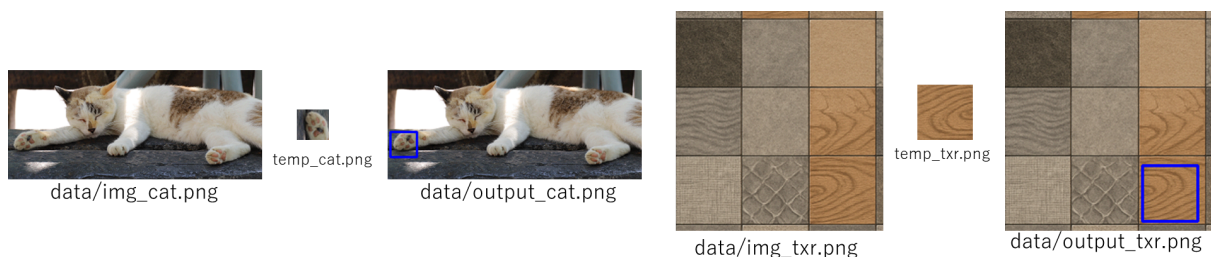 temp_cat.png
data/img_cat.png
data/output_cat.png
temp_txr.png
data/img_txr.png
data/output_txr.png